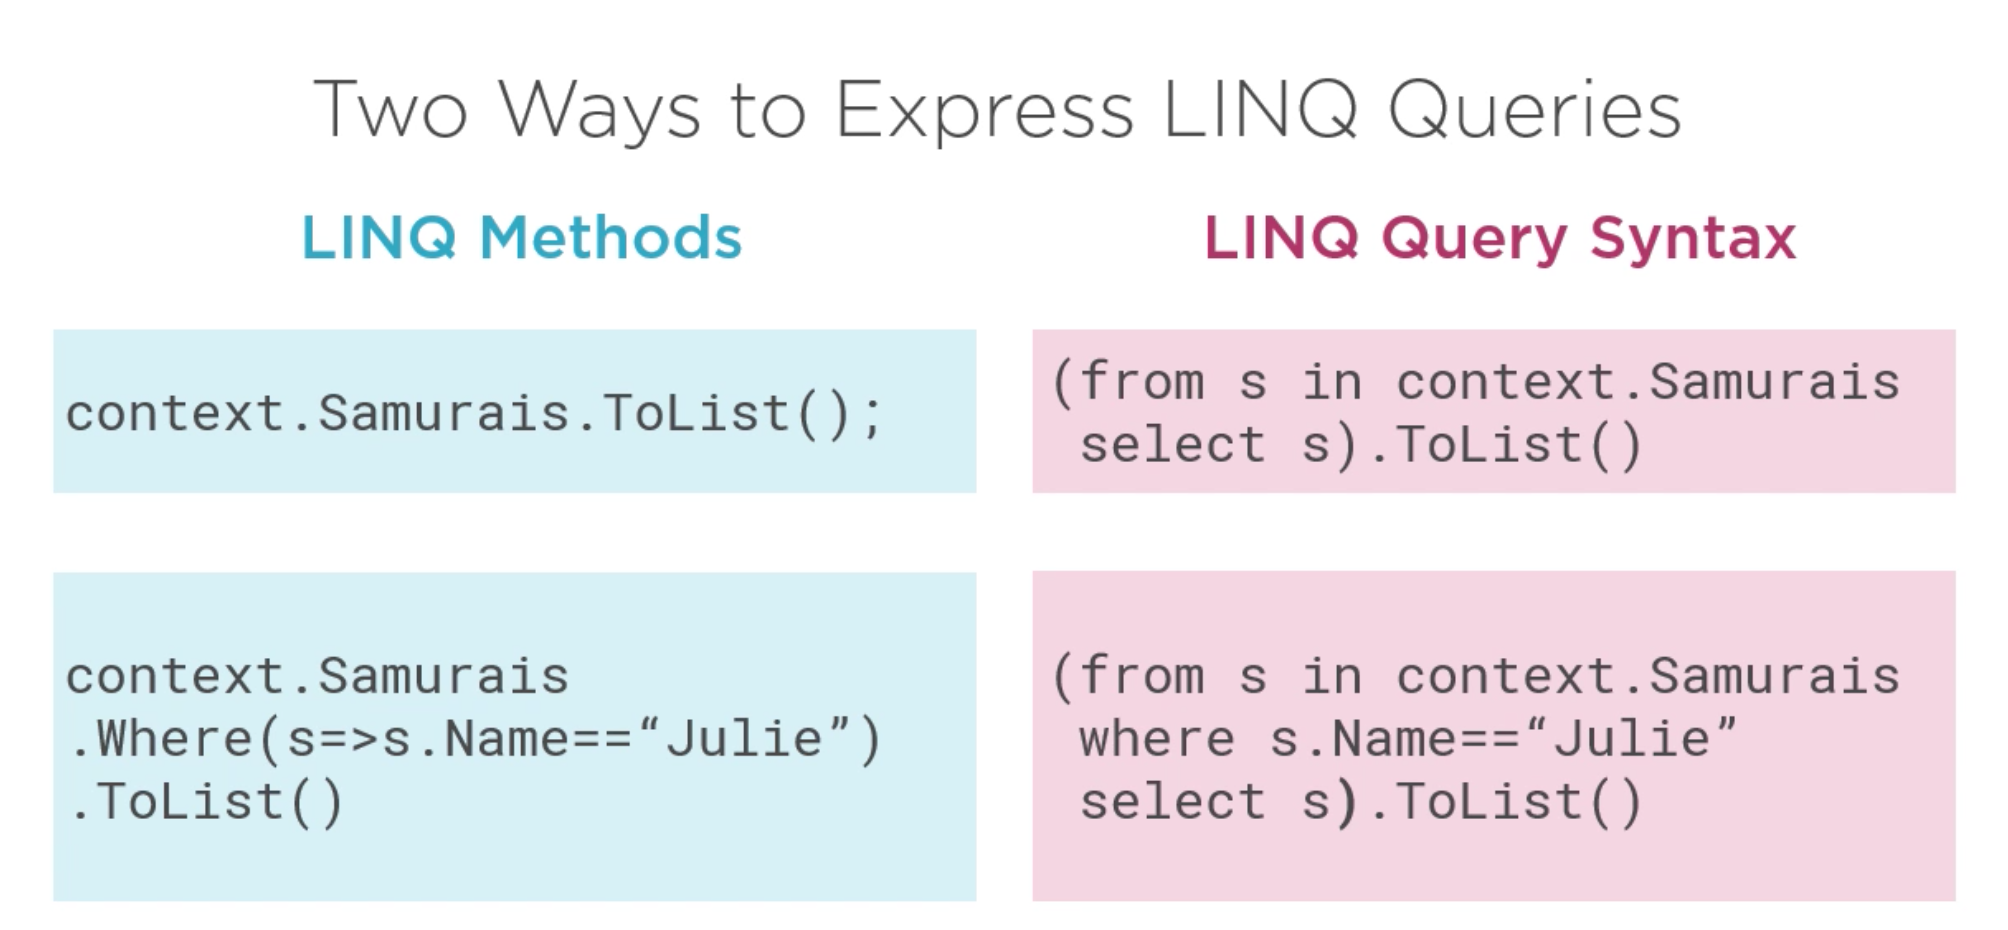 Two Ways to Express LINQ Queries
LINQ Methods
LINQ Query Syntax
context.Samurais.ToList();
(from s in context.Samurais
select s).ToList()
context.Samurais
.Where(s=>s.Name==“Julie”)
.ToList()
(from s in context.Samurais
where s.Name==“Julie”
select s).ToList()